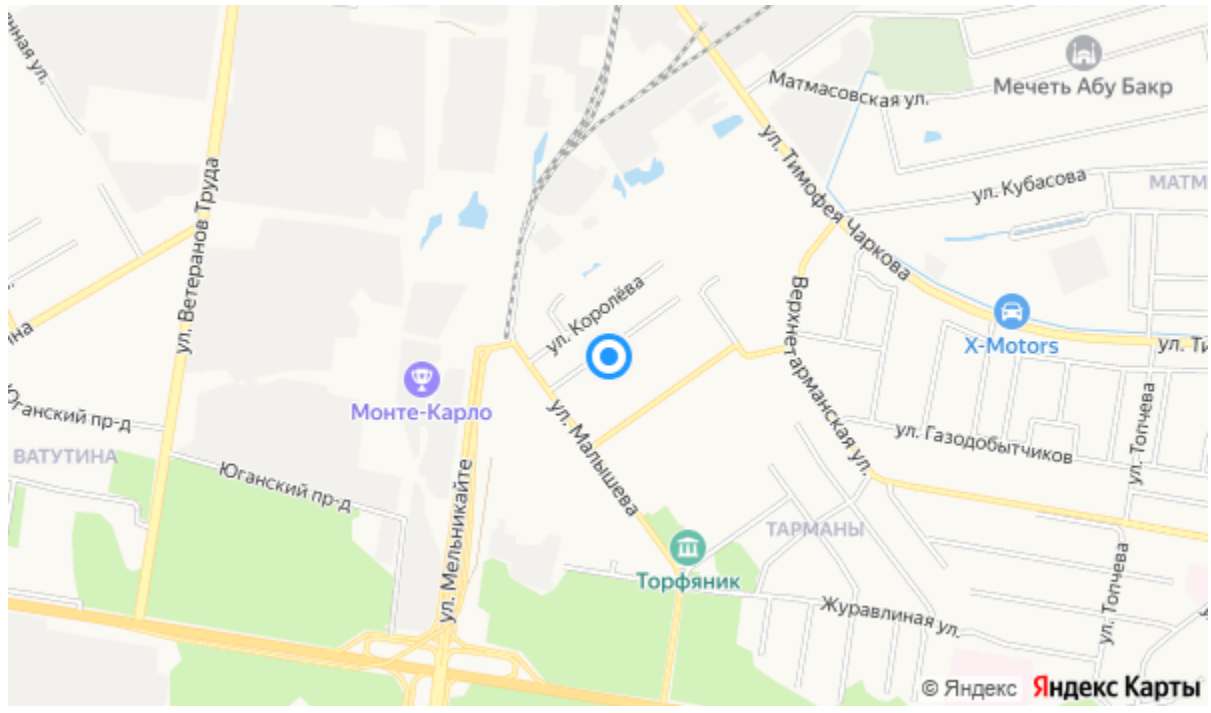 Матмасовская ул.
Мечеть Абу Бакр
ул. Тимофея Чаркова
ул. Кубасова
МАТМ
ул. Ветеранов Труда
ул. Королёва
Верхнетарманская ул.
X-Motors
ул. Ти
Монте-Карло
Юганский пр-д
ВАТУТИНА
Юганский пр-д
ул. Мельникайте
ул. Малышева
ул. Газодобытчиков
ул. Топчева
ТАРМАНЫ
Торфяник
Журавлиная ул.
ул. Топчева
© Яндекс Яндекс Карты